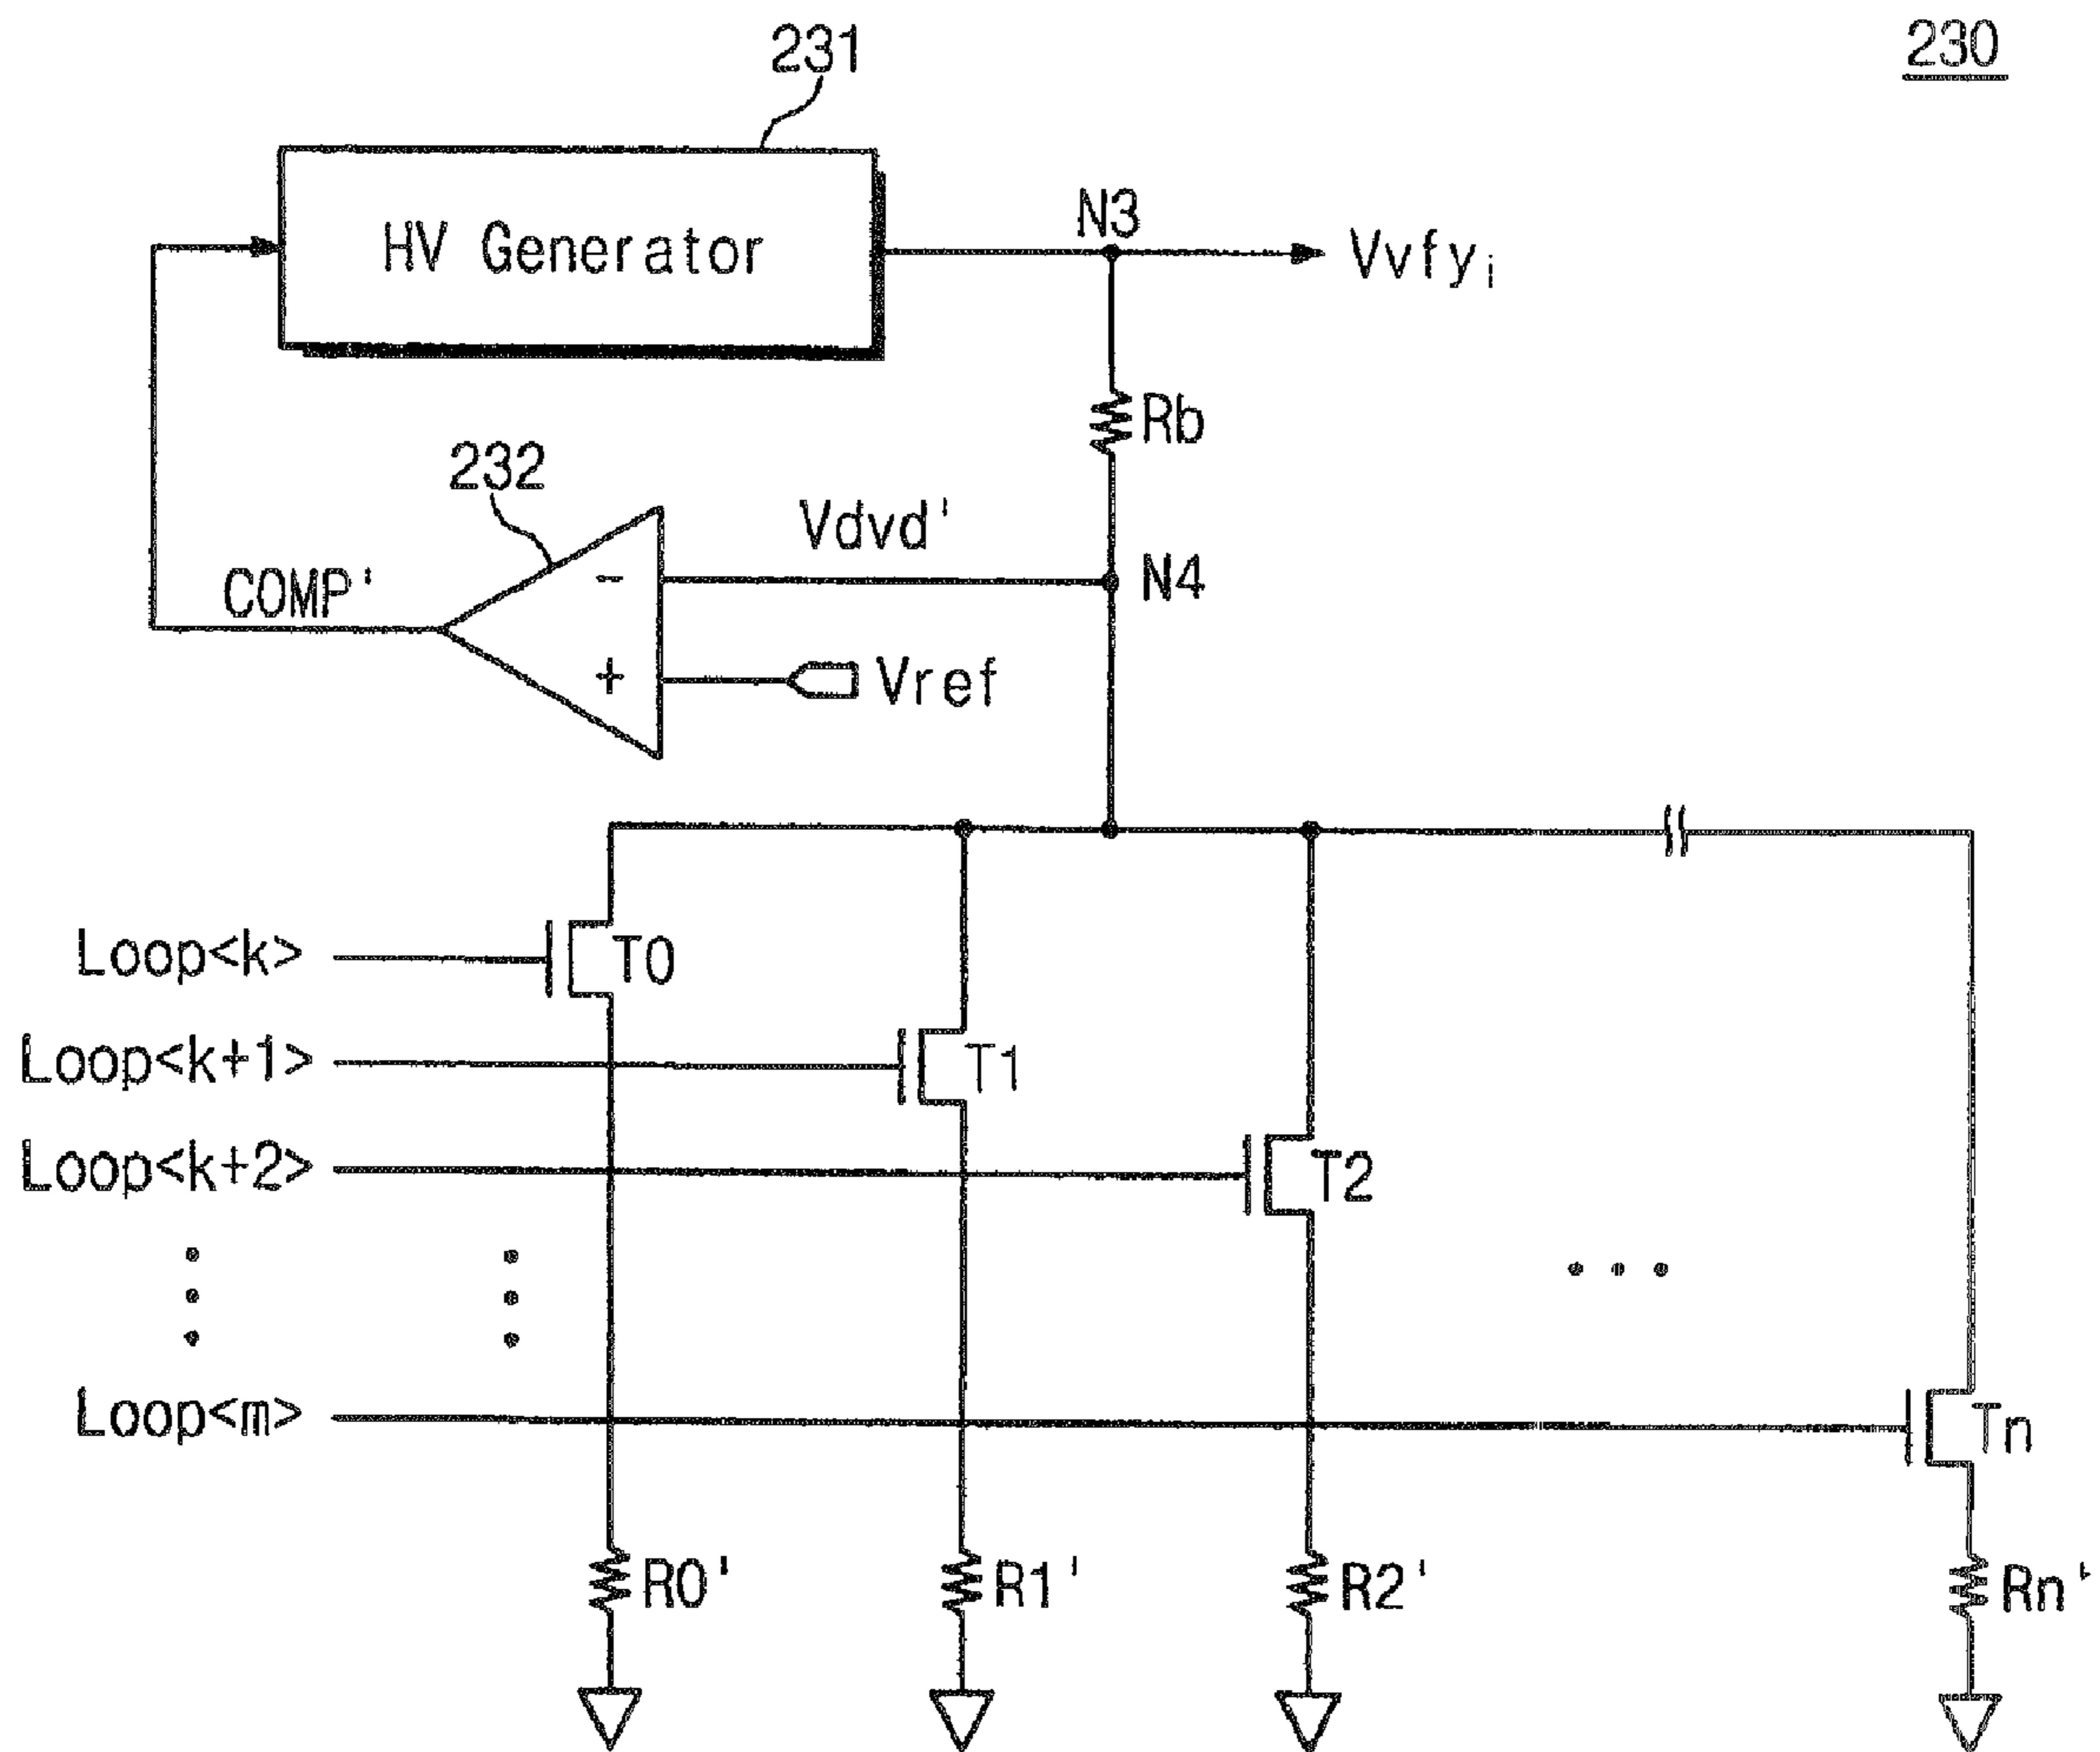 231
230
HV Generator
N3
Vvfyi
Rb
232
Vdvd'
COMP'
-
N4
+
Vref
Loop<k>
T0
Loop<k+1>
T1
Loop<k+2>
T2
Loop<m>
Tn
R0'
R1'
R2'
Rn'